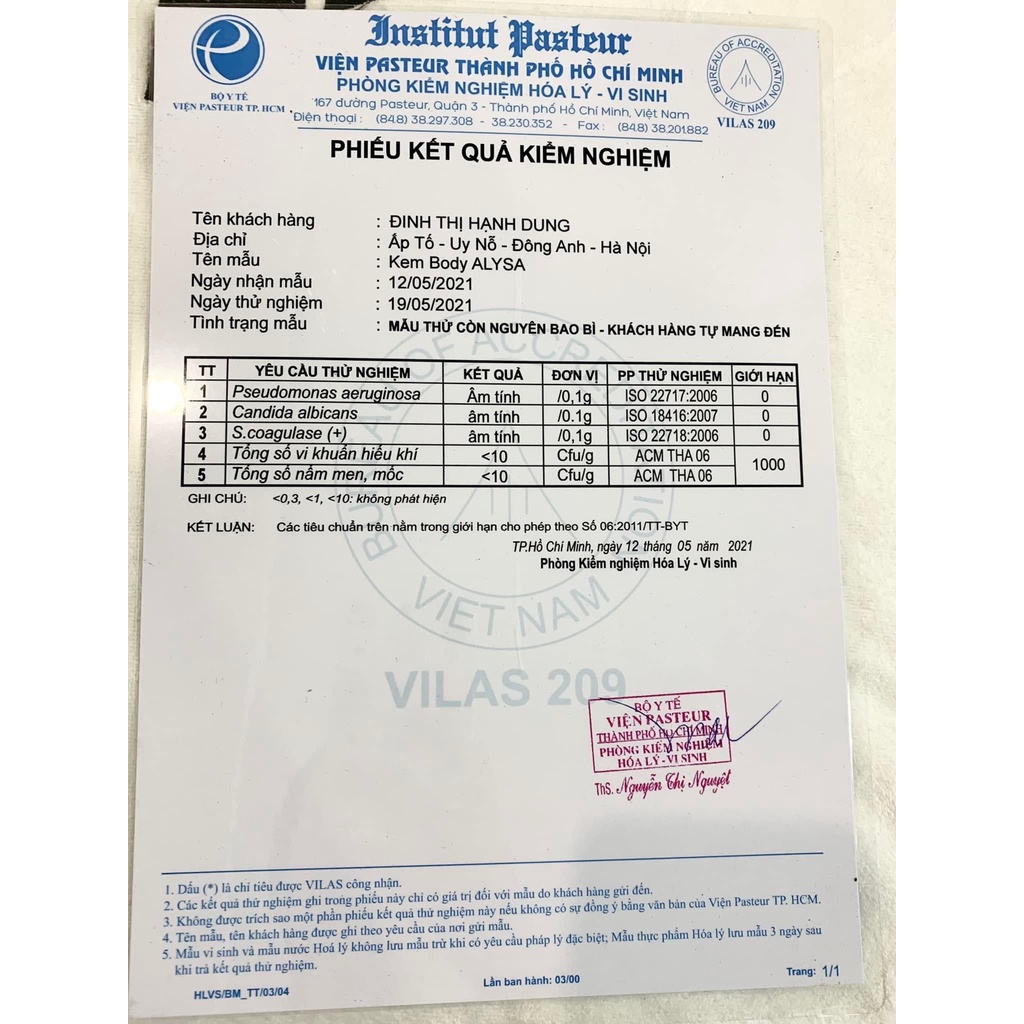 Institut Pasteur
VIỆN PASTEUR THÀNH PHỐ HỒ CHÍ MINH
PHÒNG KIỂM NGHIỆM HÓA LÝ - VI SINH
167 đường Pasteur, Quận 3 - Thành phố Hồ Chí Minh, Việt Nam
Điện thoại : (84.8) 38.297.308 - 38.230.352 - Fax : (84.8) 38.201.882
BỘ Y TẾ
VIỆN PASTEUR TP. HCM
BUREAU OF ACCREDITATION
VIET NAM
VILAS 209
PHIẾU KẾT QUẢ KIỂM NGHIỆM
Tên khách hàng : ĐINH THỊ HẠNH DUNG
Địa chỉ : Ấp Tố - Uy Nỗ - Đông Anh - Hà Nội
Tên mẫu : Kem Body ALYSA
Ngày nhận mẫu : 12/05/2021
Ngày thử nghiệm : 19/05/2021
Tình trạng mẫu : MẪU THỬ CÒN NGUYÊN BAO BÌ - KHÁCH HÀNG TỰ MANG ĐẾN
TT YÊU CẦU THỬ NGHIỆM KẾT QUẢ ĐƠN VỊ PP THỬ NGHIỆM GIỚI HẠN
1 Pseudomonas aeruginosa Âm tính /0,1g ISO 22717:2006 0
2 Candida albicans âm tính /0.1g ISO 18416:2007 0
3 S.coagulase (+) âm tính /0,1g ISO 22718:2006 0
4 Tổng số vi khuẩn hiếu khí <10 Cfu/g ACM THA 06 1000
5 Tổng số nấm men, mốc <10 Cfu/g ACM THA 06
GHI CHÚ: <0,3, <1, <10: không phát hiện
KẾT LUẬN: Các tiêu chuẩn trên nằm trong giới hạn cho phép theo Số 06:2011/TT-BYT
TP.Hồ Chí Minh, ngày 12 tháng 05 năm 2021
Phòng Kiểm nghiệm Hóa Lý - Vi sinh
BUREAU OF ACCREDITATION
VIET NAM
VILAS 209
BỘ Y TẾ
VIỆN PASTEUR
THÀNH PHỐ HỒ CHÍ MINH
PHÒNG KIỂM NGHIỆM
HÓA LÝ - VI SINH
ThS. Nguyễn Thị Nguyệt
1. Dấu (*) là chỉ tiêu được VILAS công nhận.
2. Các kết quả thử nghiệm ghi trong phiếu này chỉ có giá trị đối với mẫu do khách hàng gửi đến.
3. Không được trích sao một phần phiếu kết quả thử nghiệm này nếu không có sự đồng ý bằng văn bản của Viện Pasteur TP. HCM.
4. Tên mẫu, tên khách hàng được ghi theo yêu cầu của nơi gửi mẫu.
5. Mẫu vi sinh và mẫu nước Hoá lý không lưu mẫu trừ khi có yêu cầu pháp lý đặc biệt; Mẫu thực phẩm Hóa lý lưu mẫu 3 ngày sau
khi trả kết quả thử nghiệm.
HLVS/BM_TT/03/04 Lần ban hành: 03/00 Trang: 1/1